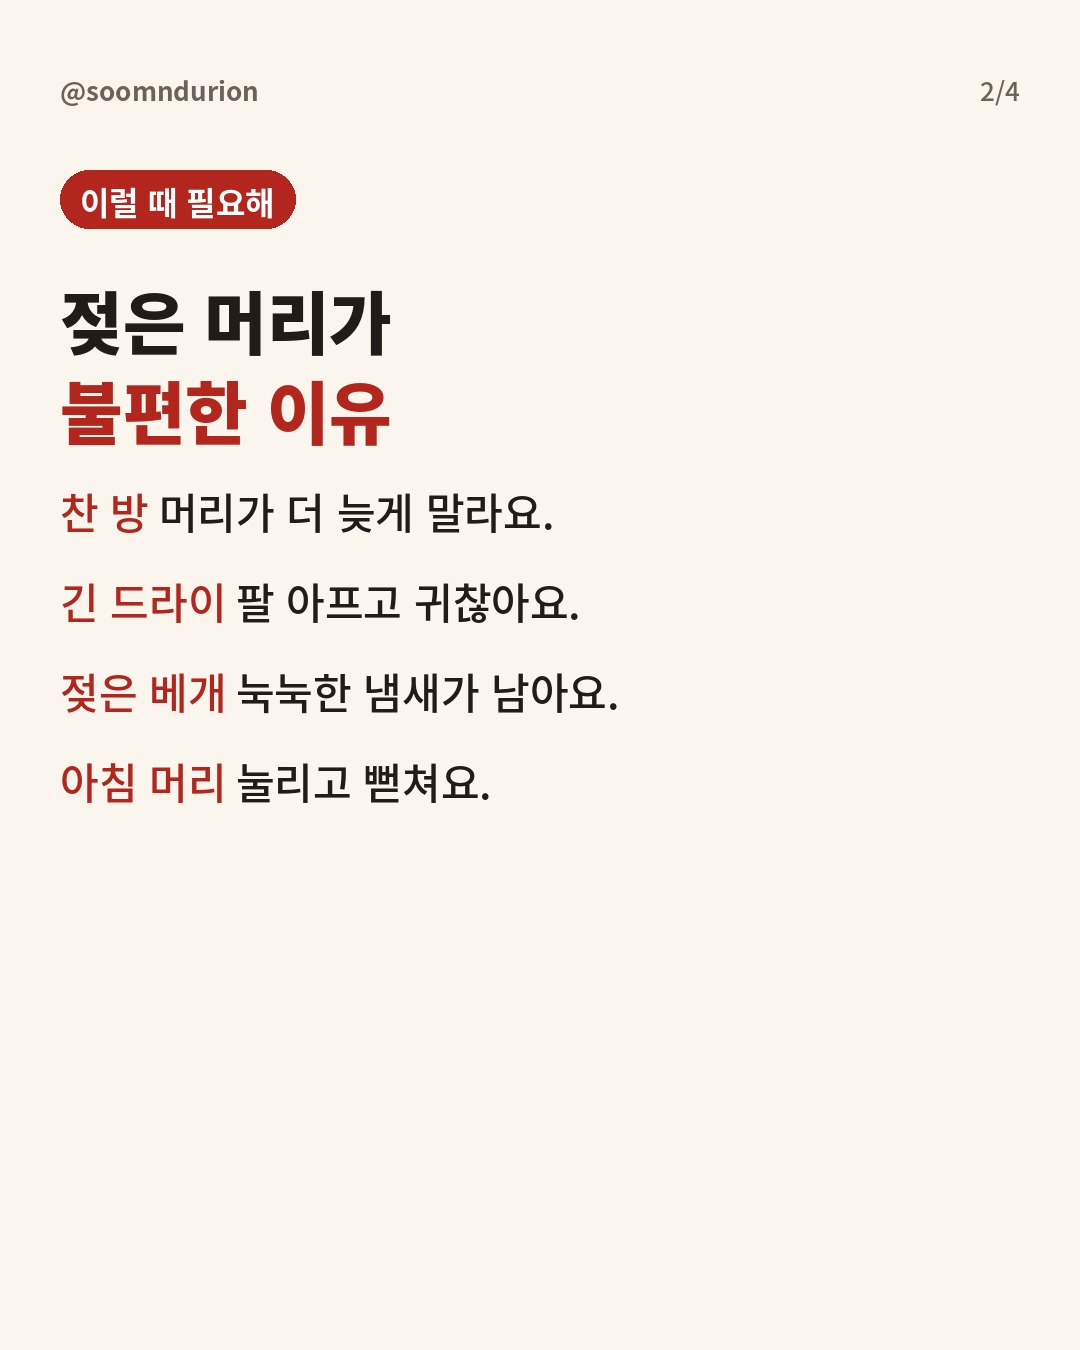 @soomndurion
2/4
이럴 때 필요해
젖은 머리가
불편한 이유
찬 방 머리가 더 늦게 말라요.
긴 드라이 팔 아프고 귀찮아요.
젖은 베개 눅눅한 냄새가 남아요.
아침 머리 눌리고 뻗쳐요.